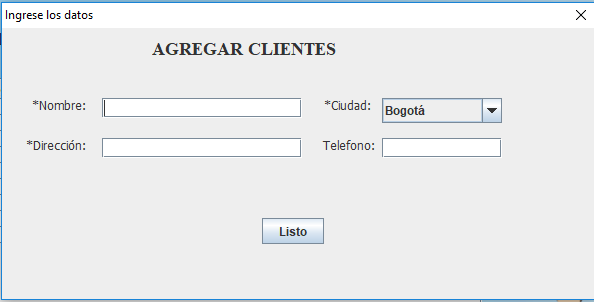 Ingrese los datos
AGREGAR CLIENTES
*Nombre: *Ciudad: Bogotá
*Dirección: Telefono:
Listo